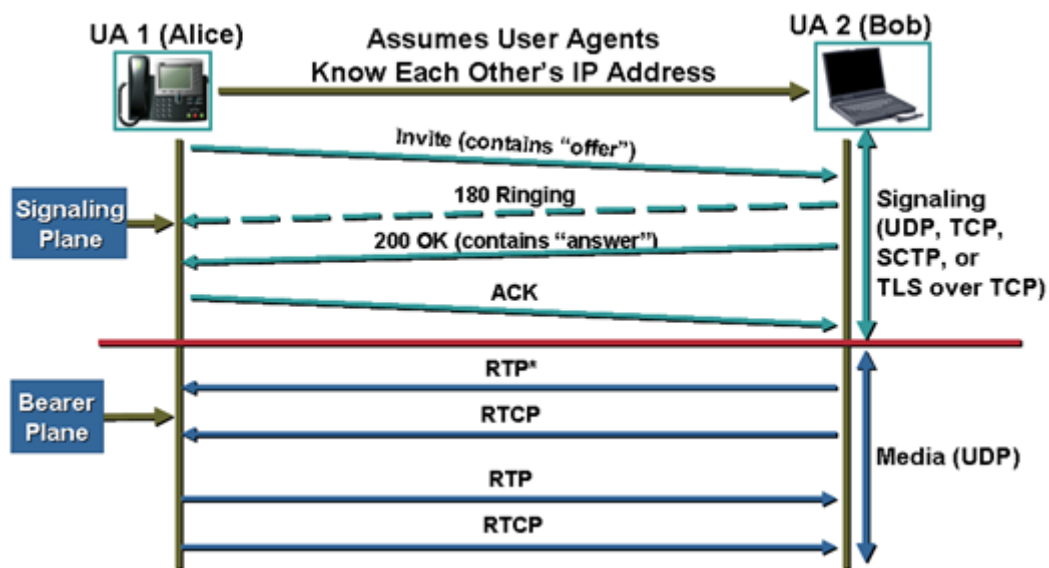 UA 1 (Alice)
Assumes User Agents
Know Each Other's IP Address
UA 2 (Bob)
Invite (contains "offer")
180 Ringing
200 OK (contains "answer")
ACK
Signaling
Plane
Signaling
(UDP, TCP,
SCTP, or
TLS over TCP)
RTP*
RTCP
RTP
RTCP
Bearer
Plane
Media (UDP)